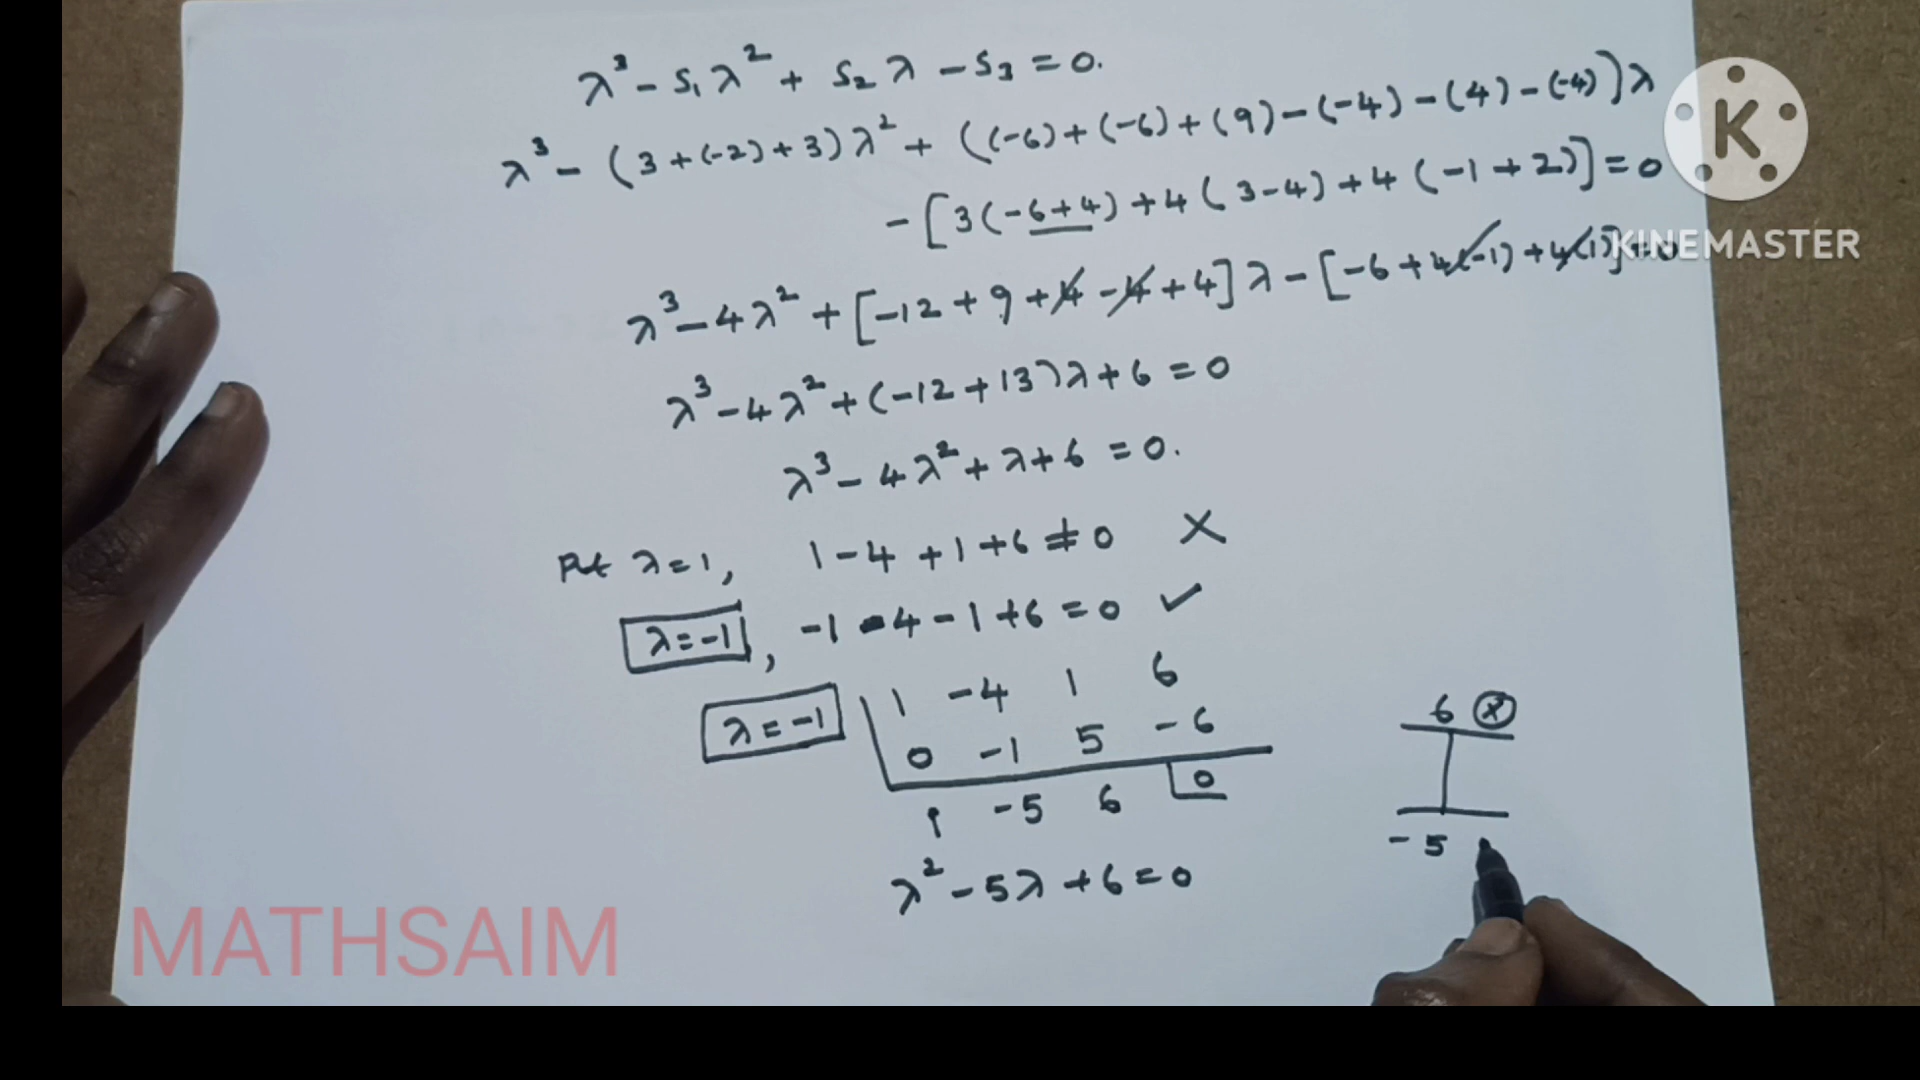 λ³ - S₁λ² + S₂λ - S₃ = 0.
λ³ - (3+(-2)+3)λ² + ((-6)+(-6)+(9)-(-4)-(4)-(-4))λ
- [3(-6+4)+4(3-4)+4(-1+2)] = 0
λ³ - 4λ² + [-12+9+4-4+4]λ - [-6+4(-1)+4(1)] = 0
λ³ - 4λ² + (-12+13)λ + 6 = 0
λ³ - 4λ² + λ + 6 = 0.
Put λ=1, 1-4+1+6 ≠ 0 ✗
λ=-1, -1-4-1+6 = 0 ✓
λ=-1 1 -4 1 6
0 -1 5 -6
1 -5 6 0
λ² - 5λ + 6 = 0
6 ⊗
-5
K
KINEMASTER
MATHSAIM